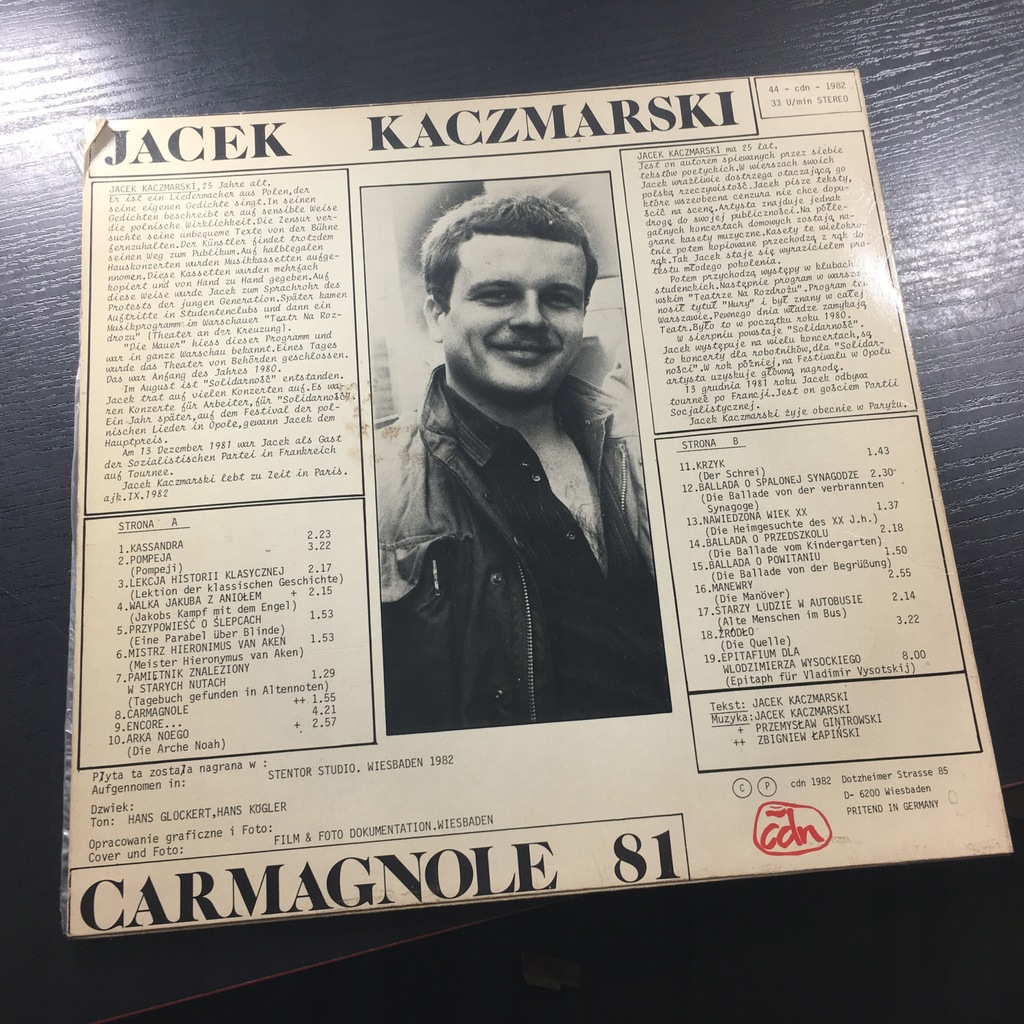 44 - cdn - 1982
33 U/min STEREO
JACEK KACZMARSKI
JACEK KACZMARSKI,25 Jahre alt.
Er ist ein Liedermacher aus Polen,der
seine eigenen Gedichte singt.In seinen
Gedichten beschreibt er auf sensible Weise
die polnische Wirklichkeit.Die Zensur ver-
suchte seine unbequeme Texte von der Bühne
fernzuhalten.Der Künstler findet trotzdem
seinen Weg zum Publikum.Auf halblegalen
Hauskonzerten wurden Musikkassetten aufge-
nnomen.Diese Kassetten wurden mehrfach
kopiert und von Hand zu Hand gegeben.Auf
diese Weise wurde Jacek zum Sprachrohr des
Protests der jungen Generation.Später kamen
Auftritte in Studentenclubs und dann ein
Musikprogramm im Warschauer "Teatr Na Roz-
drozu" (Theater an der Kreuzung).
"Die Mauer" hiess dieser Programm und
war in ganze Warschau bekannt.Eines Tages
wurde das Theater von Behörden geschlossen.
Das war Anfang des Jahres 1980.
Im August ist "Solidarność" entstanden.
Jacek trat auf vielen Konzerten auf.Es wa-
ren Konzerte für Arbeiter,für "Solidarność".
Ein Jahr später,auf dem Festival der pol-
nischen Lieder in Opole,gewann Jacek dem
Hauptpreis.
Am 13 Dezember 1981 war Jacek als Gast
der Sozialistischen Partei in Frankreich
auf Tournee.
Jacek Kaczmarski lebt zu Zeit in Paris.
ajk.IX.1982
JACEK KACZMARSKI ma 25 lat.
Jest on autorem śpiewanych przez siebie
tekstów poetyckich.W wierszach swoich
Jacek wrażliwie dostrzega otaczającą go
polską rzeczywistość.Jacek pisze teksty,
które wszeobecna cenzura nie chce dopu-
ścić na scenę.Artysta znajduje jednak
drogę do swojej publiczności.Na półle-
galnych koncertach domowych zostają na-
grane kasety muzyczne.Kasety te wielokro-
tnie potem kopiowane przechodzą z rąk do
rąk.Tak Jacek staje się wyrazicielem pro-
testu młodego pokolenia.
Potem przychodzą występy w klubach
studenckich.Następnie program w warsza-
wskim "Teatrze Na Rozdrożu".Program ten
nosił tytuł "Mury" i był znany w całej
Warszawie.Pewnego dnia władze zamykają
Teatr.Było to w początku roku 1980.
W sierpniu powstaje "Solidarność".
Jacek występuje na wielu koncertach,są
to koncerty dla robotników,dla "Solidar-
ności".W rok później,na Festiwalu w Opolu
artysta uzyskuje główną nagrodę.
13 grudnia 1981 roku Jacek odbywa
tournée po Francji.Jest on gościem Partii
Socjalistycznej.
Jacek Kaczmarski żyje obecnie w Paryżu.
STRONA A
1.KASSANDRA 2.23
2.POMPEJA 3.22
(Pompeji)
3.LEKCJA HISTORII KLASYCZNEJ 2.17
(Lektion der klassischen Geschichte)
4.WALKA JAKUBA Z ANIOŁEM + 2.15
(Jakobs Kampf mit dem Engel)
5.PRZYPOWIEŚĆ O ŚLEPCACH 1.53
(Eine Parabel über Blinde)
6.MISTRZ HIERONIMUS VAN AKEN 1.53
(Meister Hieronymus van Aken)
7.PAMIĘTNIK ZNALEZIONY
W STARYCH NUTACH 1.29
(Tagebuch gefunden in Altennoten)
8.CARMAGNOLE ++ 1.55
9.ENCORE... 4.21
10.ARKA NOEGO + 2.57
(Die Arche Noah)
STRONA B
11.KRZYK 1.43
(Der Schrei)
12.BALLADA O SPALONEJ SYNAGODZE 2.30
(Die Ballade von der verbrannten
Synagoge)
13.NAWIEDZONA WIEK XX 1.37
(Die Heimgesuchte des XX J.h.)
14.BALLADA O PRZEDSZKOLU 2.18
(Die Ballade vom Kindergarten)
15.BALLADA O POWITANIU 1.50
(Die Ballade von der Begrüßung)
16.MANEWRY 2.55
(Die Manöver)
17.STARZY LUDZIE W AUTOBUSIE 2.14
(Alte Menschen im Bus)
18.ŹRÓDŁO 3.22
(Die Quelle)
19.EPITAFIUM DLA
WŁODZIMIERZA WYSOCKIEGO 8.00
(Epitaph für Vladimir Vysotskij)
Tekst: JACEK KACZMARSKI
Muzyka:JACEK KACZMARSKI
+ PRZEMYSŁAW GINTROWSKI
++ ZBIGNIEW ŁAPIŃSKI
Płyta ta została nagrana w :
Aufgennomen in: STENTOR STUDIO. WIESBADEN 1982
Dzwiek:
Ton: HANS GLOCKERT,HANS KUGLER
Opracowanie graficzne i Foto:
Cover und Foto: FILM & FOTO DOKUMENTATION.WIESBADEN
C P cdn 1982 Dotzheimer Strasse 85
D- 6200 Wiesbaden
PRITEND IN GERMANY
cdn
CARMAGNOLE 81